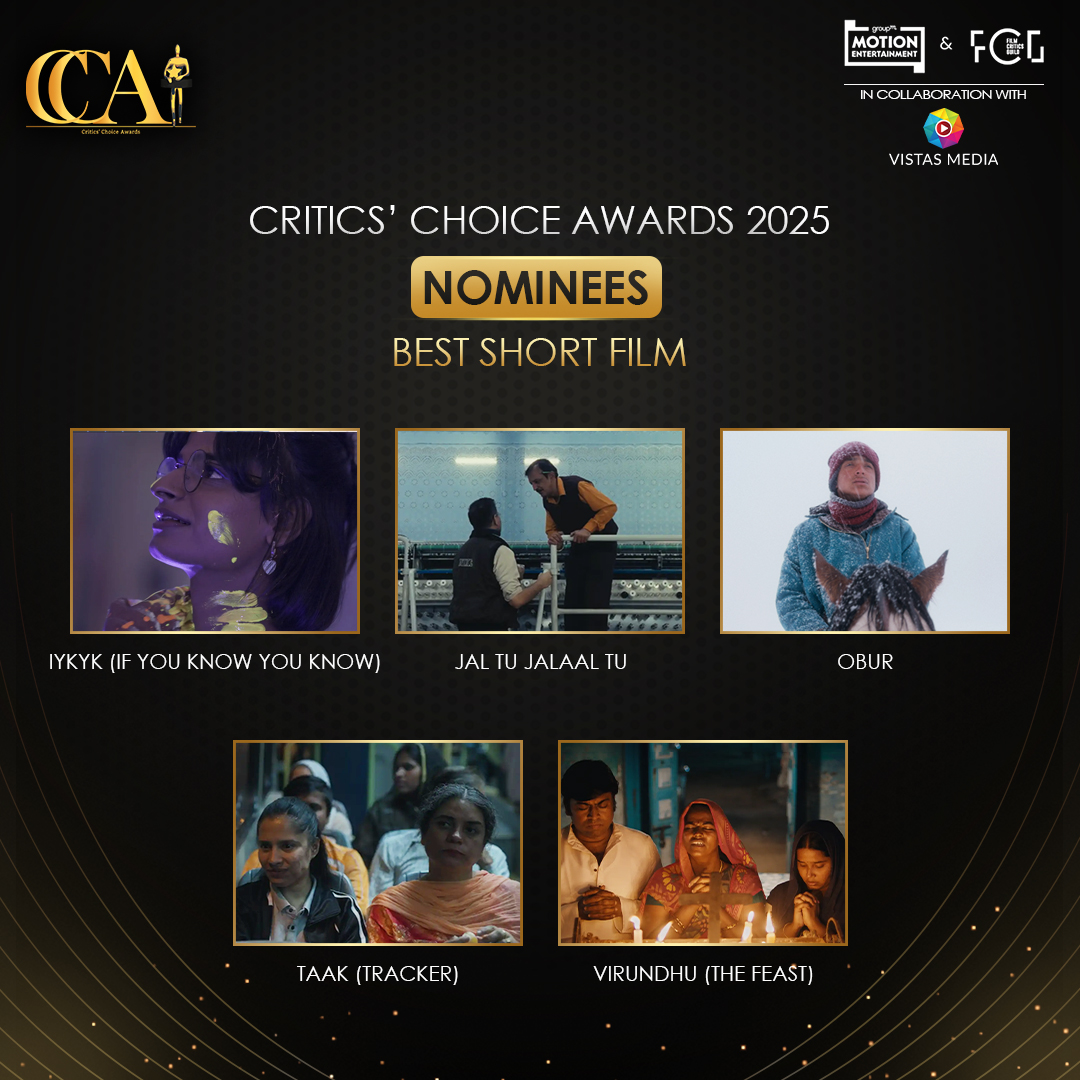 CCA
Critics' Choice Awards
groupm
MOTION
ENTERTAINMENT
&
FCG
FILM
CRITICS
GUILD
IN COLLABORATION WITH
VISTAS MEDIA
CRITICS' CHOICE AWARDS 2025
NOMINEES
BEST SHORT FILM
IYKYK (IF YOU KNOW YOU KNOW)
JAL TU JALAAL TU
OBUR
TAAK (TRACKER)
VIRUNDHU (THE FEAST)